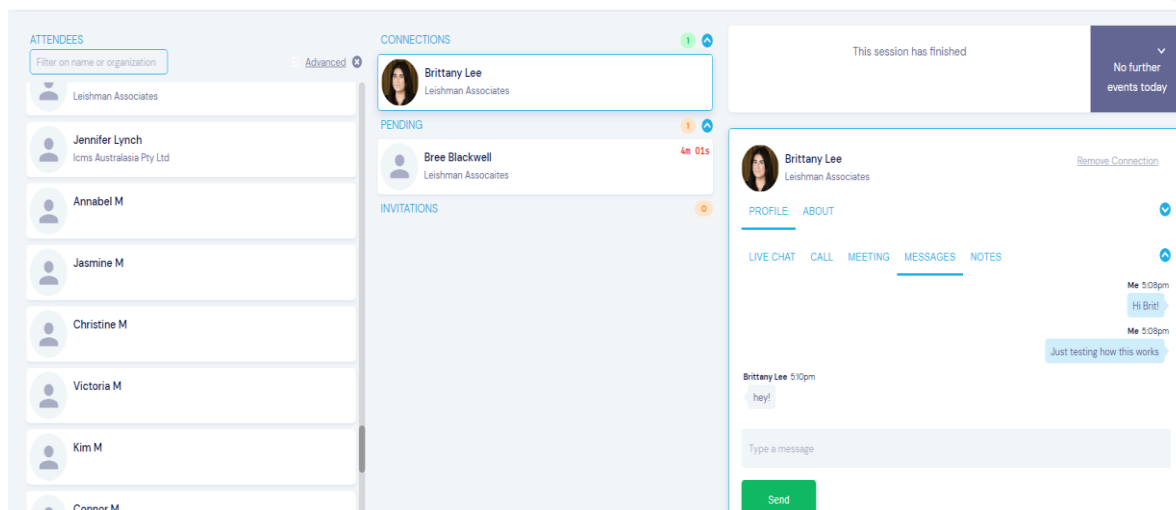 ATTENDEES
Filter on name or organization
Advanced
Leishman Associates
Jennifer Lynch
Icms Australasia Pty Ltd
Annabel M
Jasmine M
Christine M
Victoria M
Kim M
Connor M
CONNECTIONS
1
Brittany Lee
Leishman Associates
PENDING
1
Bree Blackwell
4m 01s
Leishman Assocaites
INVITATIONS
0
This session has finished
No further
events today
Brittany Lee
Remove Connection
Leishman Associates
PROFILE ABOUT
LIVE CHAT CALL MEETING MESSAGES NOTES
Me 5:08pm
Hi Brit!
Me 5:08pm
Just testing how this works
Brittany Lee 5:10pm
hey!
Type a message
Send